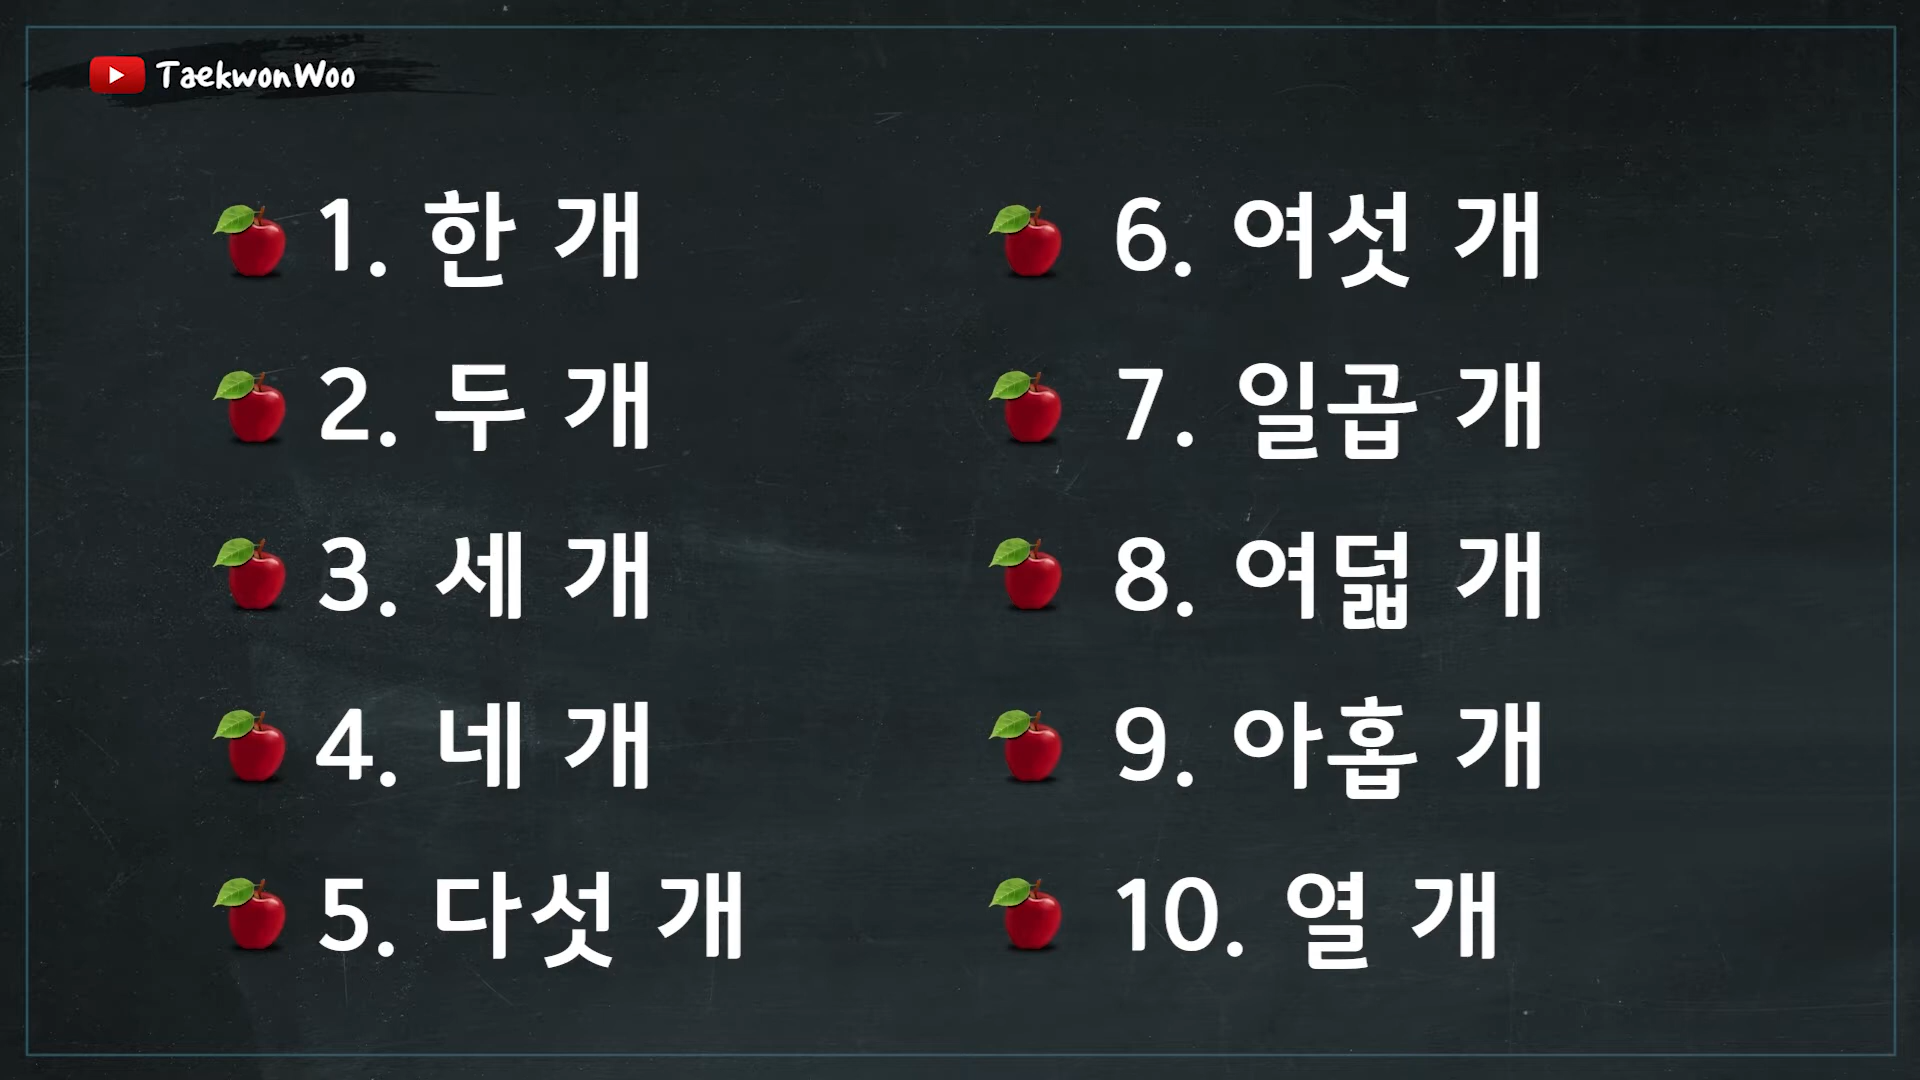 TaekwonWoo
1. 한 개
2. 두 개
3. 세 개
4. 네 개
5. 다섯 개
6. 여섯 개
7. 일곱 개
8. 여덟 개
9. 아홉 개
10. 열 개